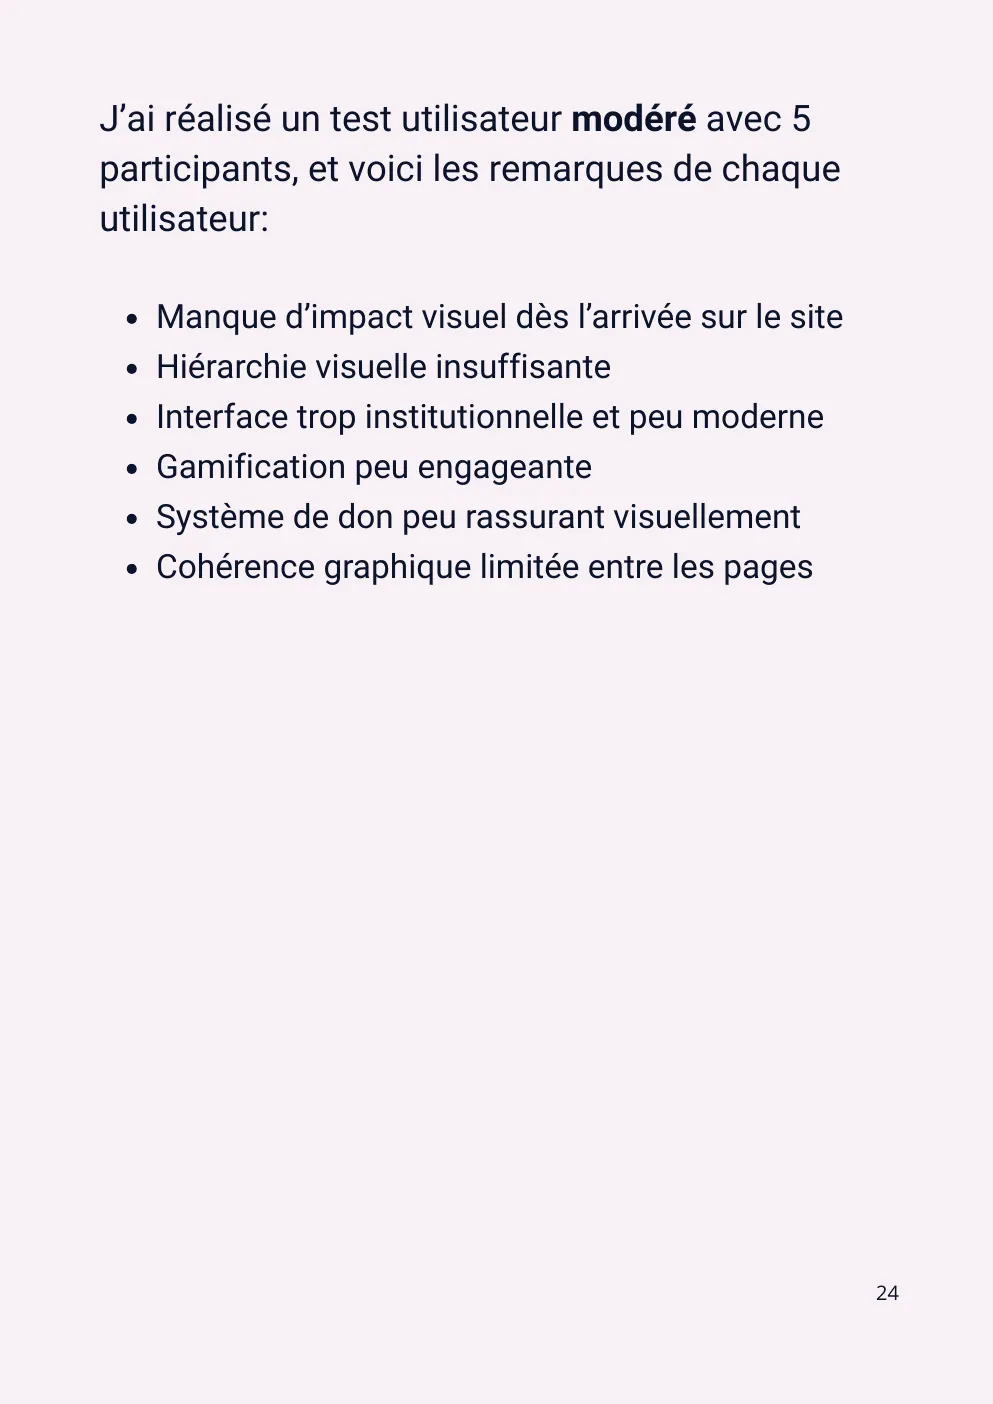 J’ai réalisé un test utilisateur modéré avec 5
participants, et voici les remarques de chaque
utilisateur:
• Manque d’impact visuel dès l’arrivée sur le site
• Hiérarchie visuelle insuffisante
• Interface trop institutionnelle et peu moderne
• Gamification peu engageante
• Système de don peu rassurant visuellement
• Cohérence graphique limitée entre les pages
24